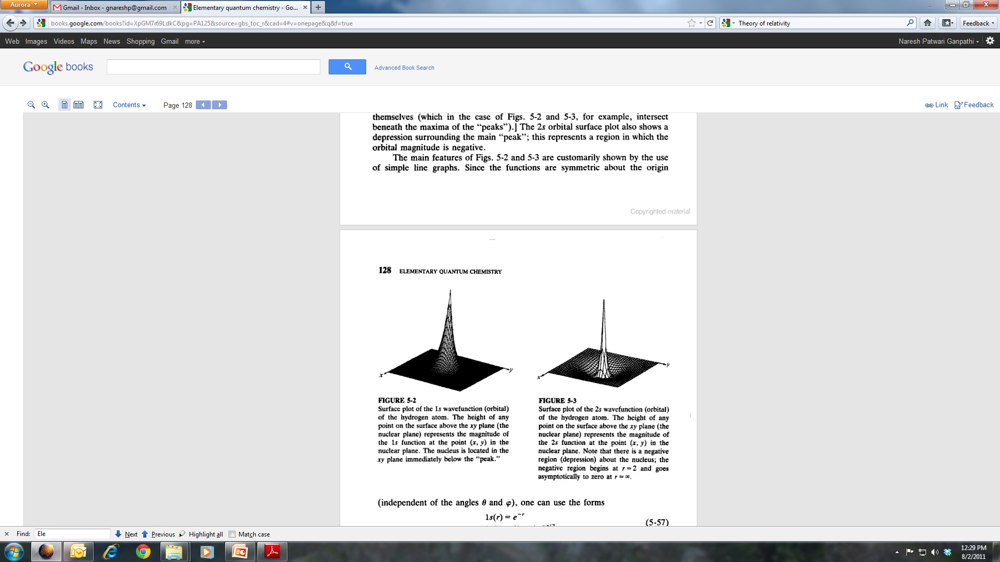 Aurora
Gmail - Inbox - gnareshp@gmail.com
Elementary quantum chemistry - Go...
books.google.com/books?id=XpGM7r69LdkC&pg=PA125&source=gbs_toc_r&cad=4#v=onepage&q&f=true
Theory of relativity
Feedback
Web Images Videos Maps News Shopping Gmail more
Naresh Patwari Ganpathi
Google books
Advanced Book Search
Contents
Page 128
Link
Feedback
themselves (which in the case of Figs. 5-2 and 5-3, for example, intersect
beneath the maxima of the “peaks”).] The 2s orbital surface plot also shows a
depression surrounding the main “peak”; this represents a region in which the
orbital magnitude is negative.
The main features of Figs. 5-2 and 5-3 are customarily shown by the use
of simple line graphs. Since the functions are symmetric about the origin
Copyrighted material
128 ELEMENTARY QUANTUM CHEMISTRY
x
y
x
y
FIGURE 5-2
Surface plot of the 1s wavefunction (orbital)
of the hydrogen atom. The height of any
point on the surface above the xy plane (the
nuclear plane) represents the magnitude of
the 1s function at the point (x, y) in the
nuclear plane. The nucleus is located in the
xy plane immediately below the “peak.”
FIGURE 5-3
Surface plot of the 2s wavefunction (orbital)
of the hydrogen atom. The height of any
point on the surface above the xy plane (the
nuclear plane) represents the magnitude of
the 2s function at the point (x, y) in the
nuclear plane. Note that there is a negative
region (depression) about the nucleus; the
negative region begins at r = 2 and goes
asymptotically to zero at r = ∞.
(independent of the angles θ and φ), one can use the forms
1s(r) = e⁻ʳ
(5-57)
Find: Ele Next Previous Highlight all Match case
12:29 PM
8/2/2011